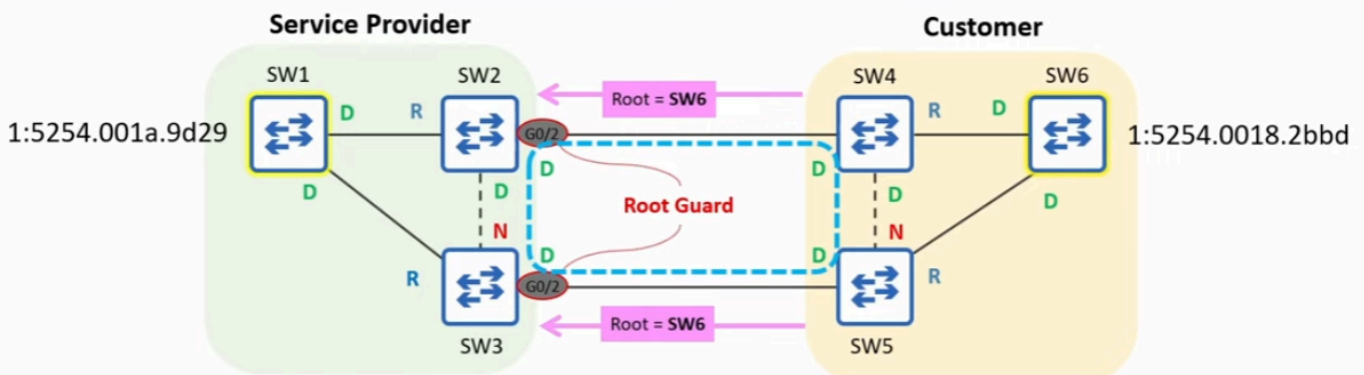 Service Provider
Customer
SW1
SW2
SW4
SW6
Root = SW6
D
R
R
D
1:5254.001a.9d29
G0/2
1:5254.0018.2bbd
D
D
D
D
D
D
Root Guard
N
N
D
D
R
R
G0/2
Root = SW6
SW3
SW5